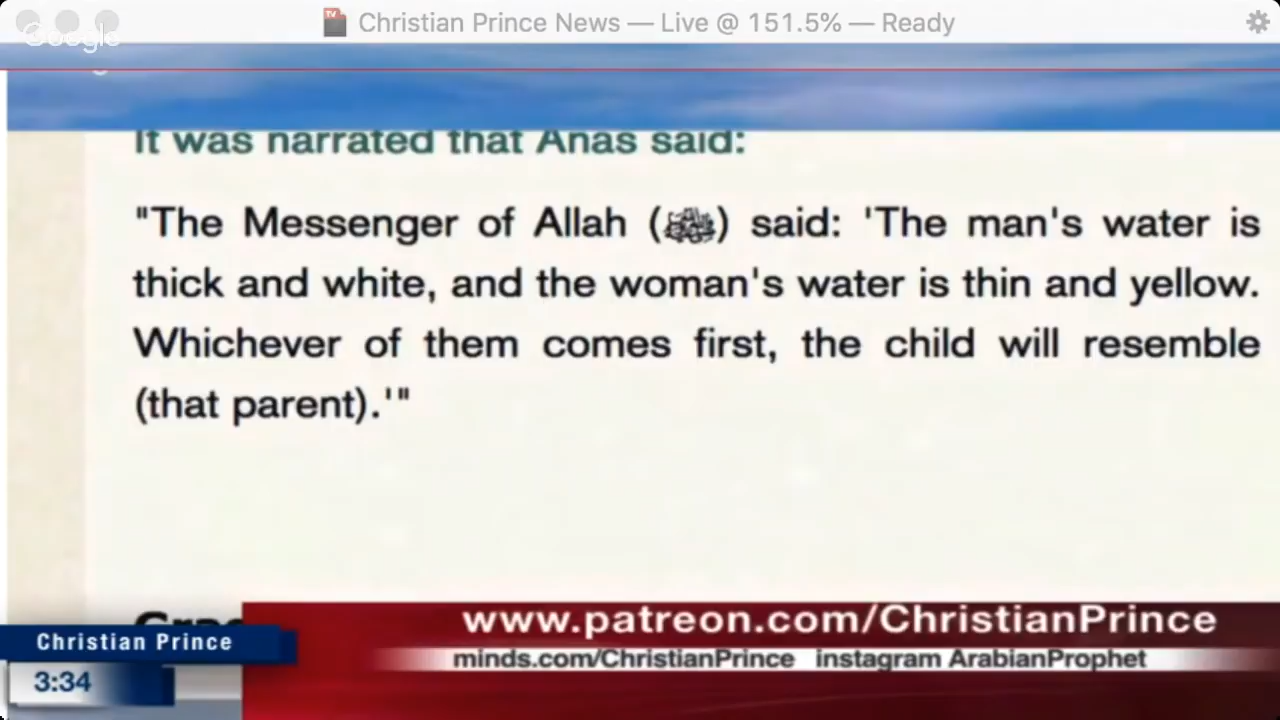 Christian Prince News — Live @ 151.5% — Ready
Google
It was narrated that Anas said:
"The Messenger of Allah (ﷺ) said: 'The man's water is
thick and white, and the woman's water is thin and yellow.
Whichever of them comes first, the child will resemble
(that parent).'"
www.patreon.com/ChristianPrince
Christian Prince
minds.com/ChristianPrince instagram ArabianProphet
3:34